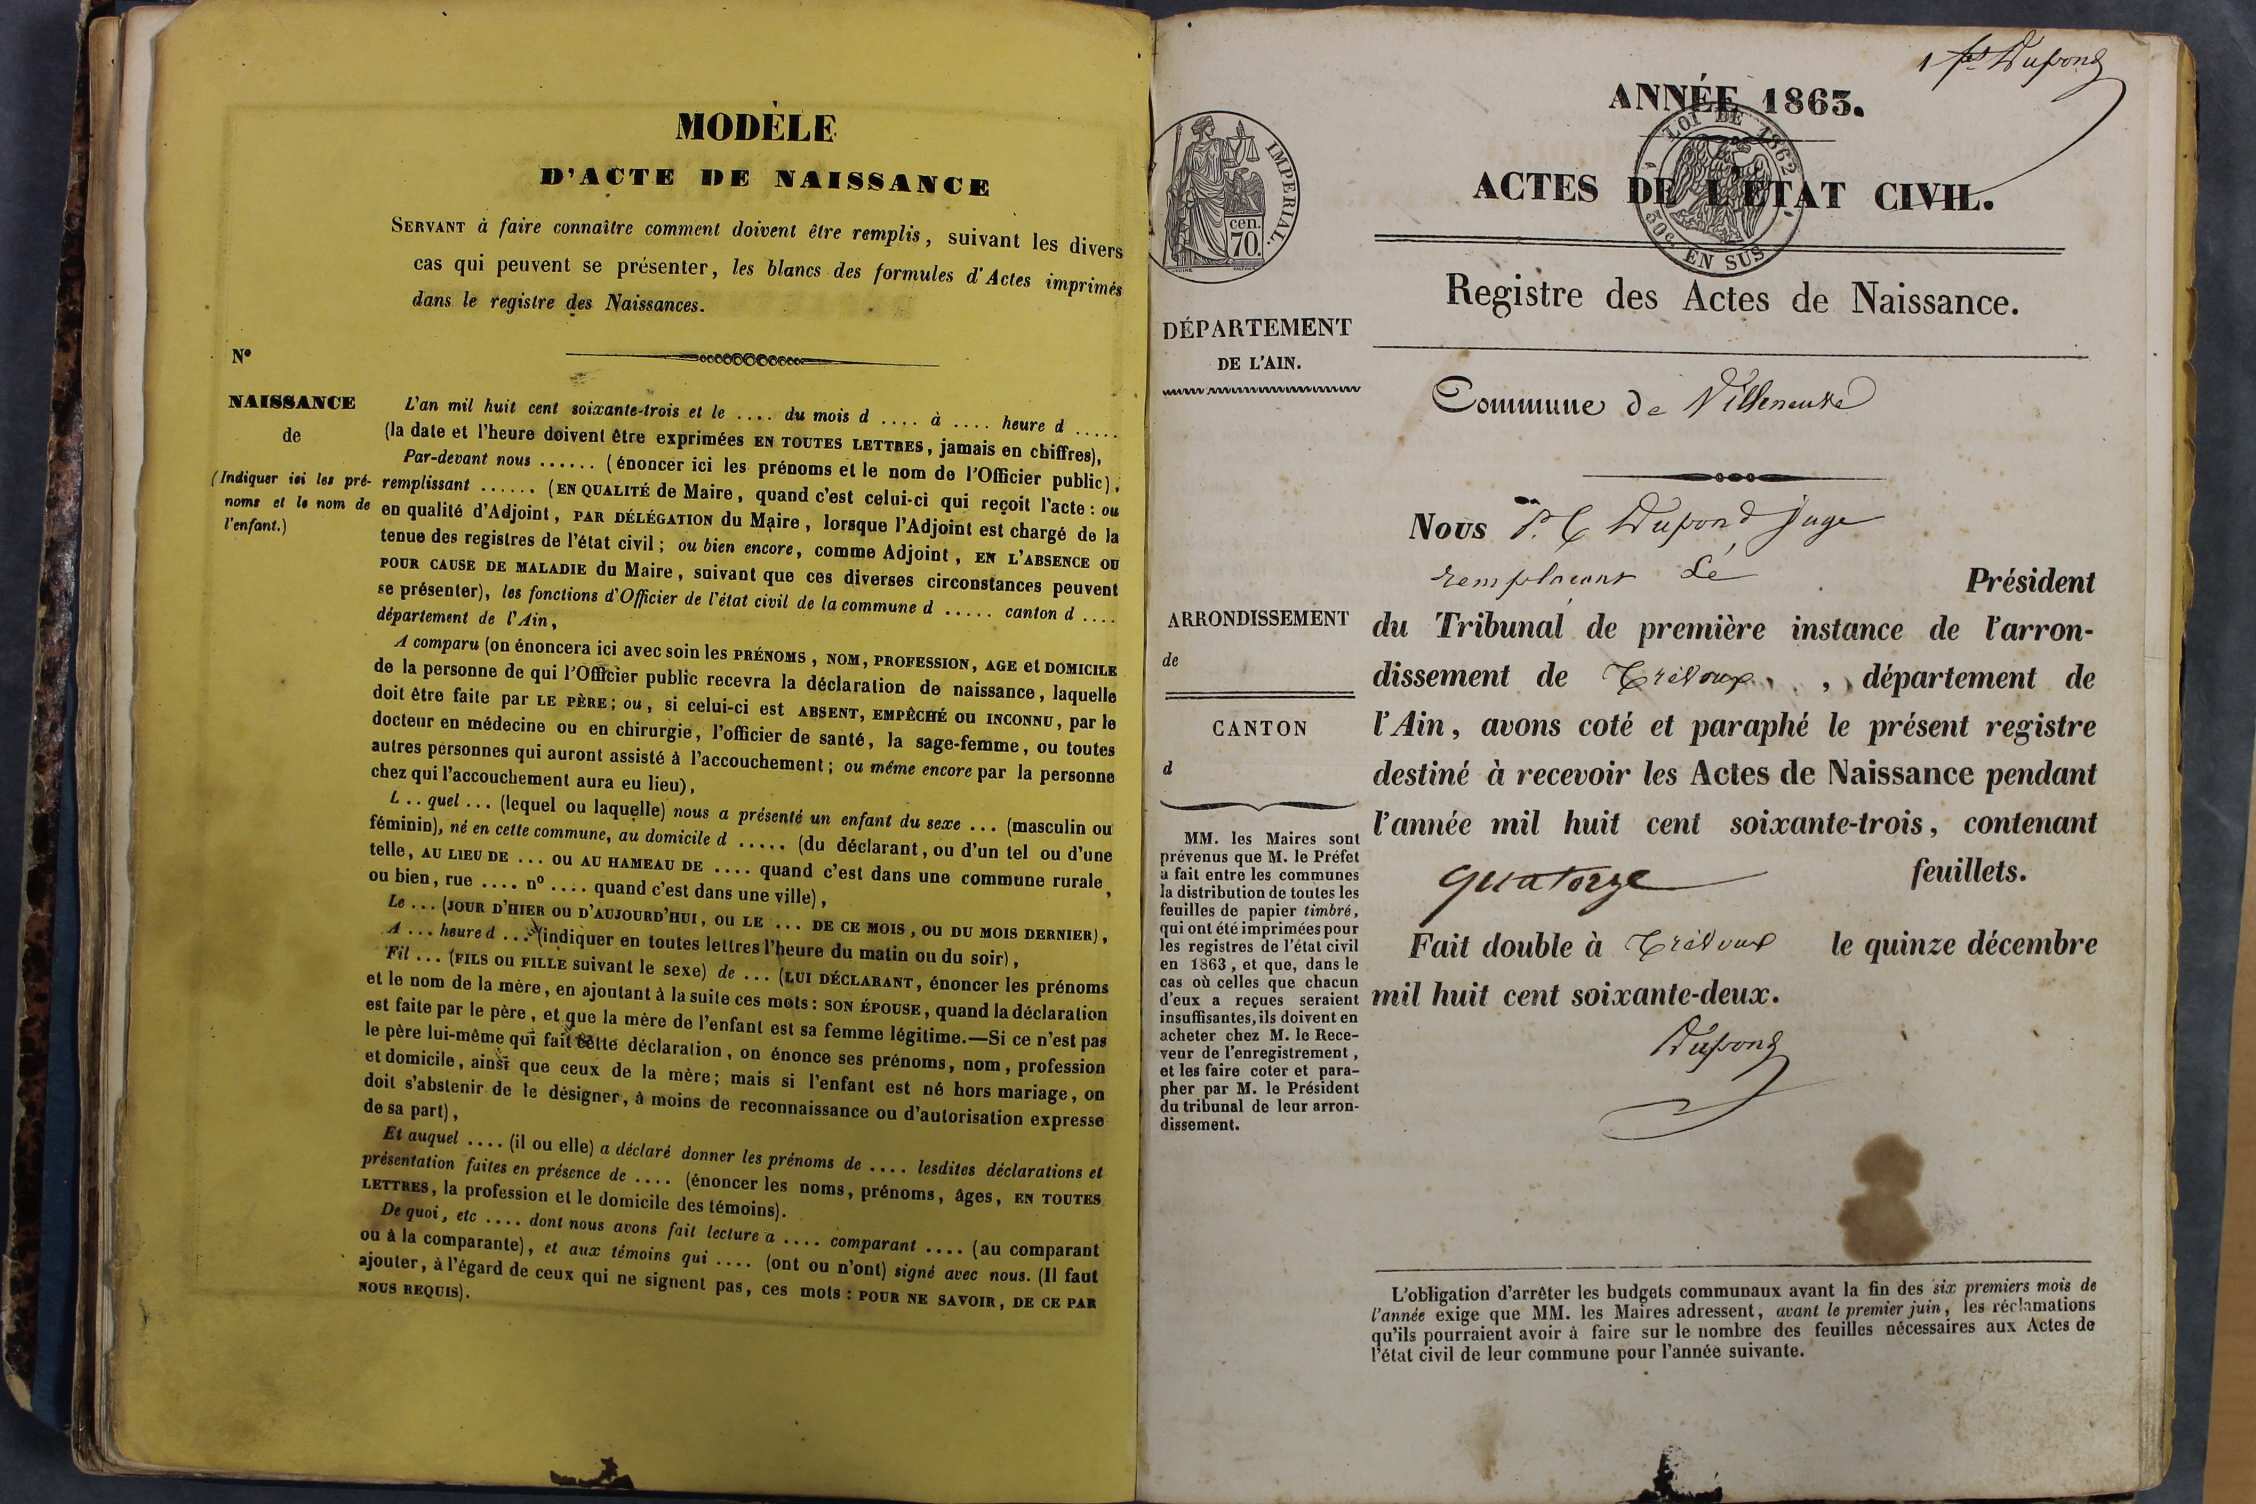 MODÈLE
D'ACTE DE NAISSANCE
SERVANT à faire connaître comment doivent être remplis, suivant les divers
cas qui peuvent se présenter, les blancs des formules d'Actes imprimés
dans le registre des Naissances.
N°
NAISSANCE
de
(Indiquer ici les pré-
noms et le nom de
l'enfant.)
L'an mil huit cent soixante-trois et le .... du mois d .... à .... heure d .....
(la date et l'heure doivent être exprimées EN TOUTES LETTRES, jamais en chiffres),
Par-devant nous ...... (énoncer ici les prénoms et le nom de l'Officier public),
remplissant ...... (EN QUALITÉ de Maire, quand c'est celui-ci qui reçoit l'acte : ou
en qualité d'Adjoint, PAR DÉLÉGATION du Maire, lorsque l'Adjoint est chargé de la
tenue des registres de l'état civil ; ou bien encore, comme Adjoint, EN L'ABSENCE OU
POUR CAUSE DE MALADIE du Maire, suivant que ces diverses circonstances peuvent
se présenter), les fonctions d'Officier de l'état civil de la commune d ..... canton d ....
département de l'Ain,
A comparu (on énoncera ici avec soin les PRÉNOMS, NOM, PROFESSION, AGE et DOMICILE
de la personne de qui l'Officier public recevra la déclaration de naissance, laquelle
doit être faite par LE PÈRE ; ou, si celui-ci est ABSENT, EMPÊCHÉ OU INCONNU, par le
docteur en médecine ou en chirurgie, l'officier de santé, la sage-femme, ou toutes
autres personnes qui auront assisté à l'accouchement ; ou même encore par la personne
chez qui l'accouchement aura eu lieu),
L .. quel ... (lequel ou laquelle) nous a présenté un enfant du sexe ... (masculin ou
féminin), né en cette commune, au domicile d ..... (du déclarant, ou d'un tel ou d'une
telle, AU LIEU DE ... OU AU HAMEAU DE .... quand c'est dans une commune rurale,
ou bien, rue .... n° .... quand c'est dans une ville),
Le ... (JOUR D'HIER OU D'AUJOURD'HUI, OU LE ... DE CE MOIS, OU DU MOIS DERNIER),
A ... heure d ... (indiquer en toutes lettres l'heure du matin ou du soir),
Fil ... (FILS OU FILLE suivant le sexe) de ... (LUI DÉCLARANT, énoncer les prénoms
et le nom de la mère, en ajoutant à la suite ces mots : SON ÉPOUSE, quand la déclaration
est faite par le père, et que la mère de l'enfant est sa femme légitime.—Si ce n'est pas
le père lui-même qui fait cette déclaration, on énonce ses prénoms, nom, profession
et domicile, ainsi que ceux de la mère ; mais si l'enfant est né hors mariage, on
doit s'abstenir de le désigner, à moins de reconnaissance ou d'autorisation expresse
de sa part),
Et auquel .... (il ou elle) a déclaré donner les prénoms de .... lesdites déclarations et
présentation faites en présence de .... (énoncer les noms, prénoms, âges, EN TOUTES
LETTRES, la profession et le domicile des témoins).
De quoi, etc .... dont nous avons fait lecture a .... comparant .... (au comparant
ou à la comparante), et aux témoins qui .... (ont ou n'ont) signé avec nous. (Il faut
ajouter, à l'égard de ceux qui ne signent pas, ces mots : POUR NE SAVOIR, DE CE PAR
NOUS REQUIS).
1 Dupond
ANNÉE 1863.
LOI DE 1862
30c EN SUS
ACTES DE L'ÉTAT CIVIL.
IMPÉRIAL.
cen.
70.
Registre des Actes de Naissance.
DÉPARTEMENT
DE L'AIN.
Commune de Villeneuve
Nous P. C Dupond Juge
remplaçant Lé Président
ARRONDISSEMENT
de
CANTON
d
du Tribunal de première instance de l'arron-
dissement de Trévoux, département de
l'Ain, avons coté et paraphé le présent registre
destiné à recevoir les Actes de Naissance pendant
l'année mil huit cent soixante-trois, contenant
quatorze feuillets.
Fait double à Trévoux le quinze décembre
mil huit cent soixante-deux.
Dupond
MM. les Maires sont
prévenus que M. le Préfet
a fait entre les communes
la distribution de toutes les
feuilles de papier timbré,
qui ont été imprimées pour
les registres de l'état civil
en 1863, et que, dans le
cas où celles que chacun
d'eux a reçues seraient
insuffisantes, ils doivent en
acheter chez M. le Rece-
veur de l'enregistrement,
et les faire coter et para-
pher par M. le Président
du tribunal de leur arron-
dissement.
L'obligation d'arrêter les budgets communaux avant la fin des six premiers mois de
l'année exige que MM. les Maires adressent, avant le premier juin, les réclamations
qu'ils pourraient avoir à faire sur le nombre des feuilles nécessaires aux Actes de
l'état civil de leur commune pour l'année suivante.